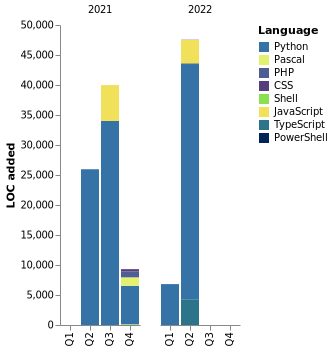 2021 2022
Language
Python
Pascal
PHP
CSS
Shell
JavaScript
TypeScript
PowerShell
LOC added
50,000
45,000
40,000
35,000
30,000
25,000
20,000
15,000
10,000
5,000
0
Q1 Q2 Q3 Q4 Q1 Q2 Q3 Q4